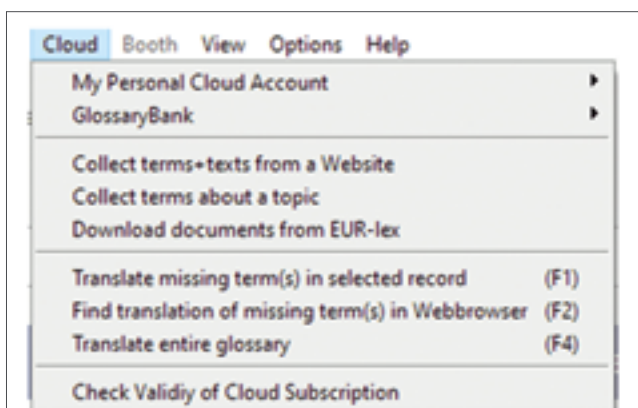 Cloud Booth View Options Help
My Personal Cloud Account
GlossaryBank
Collect terms+texts from a Website
Collect terms about a topic
Download documents from EUR-lex
Translate missing term(s) in selected record (F1)
Find translation of missing term(s) in Webbrowser (F2)
Translate entire glossary (F4)
Check Validiy of Cloud Subscription